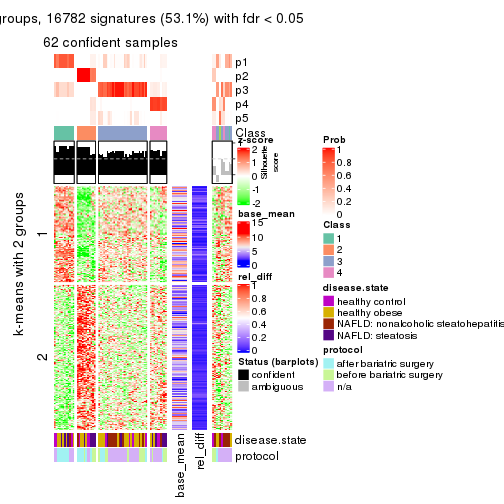 groups, 16782 signatures (53.1%) with fdr < 0.05
62 confident samples
p1
p2
p3
p4
p5
Class
1
2
k-means with 2 groups
disease.state
protocol
base_mean
rel_diff
z-score
2
1
0
-1
-2
Silhouette
score
base_mean
15
10
5
0
rel_diff
1
0.8
0.6
0.4
0.2
0
Status (barplots)
confident
ambiguous
Prob
1
0.8
0.6
0.4
0.2
0
Class
1
2
3
4
disease.state
healthy control
healthy obese
NAFLD: nonalcoholic steatohepatitis
NAFLD: steatosis
protocol
after bariatric surgery
before bariatric surgery
n/a